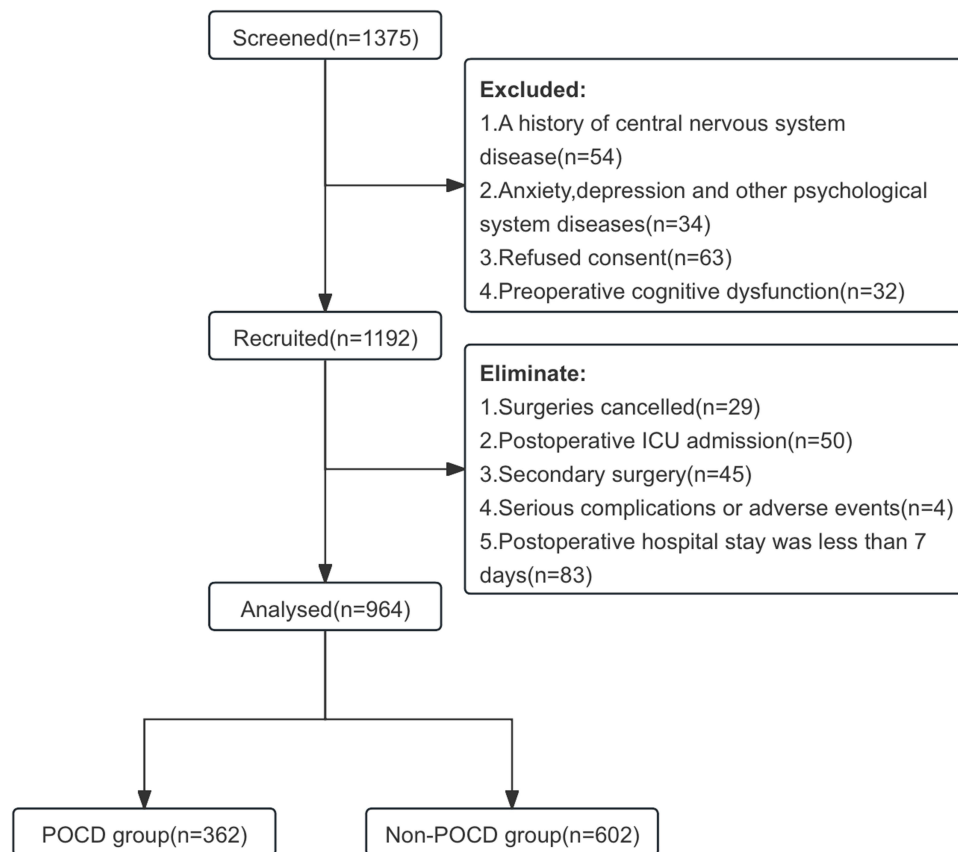 Screened(n=1375)
Excluded:
1.A history of central nervous system
disease(n=54)
2.Anxiety,depression and other psychological
system diseases(n=34)
3.Refused consent(n=63)
4.Preoperative cognitive dysfunction(n=32)
Recruited(n=1192)
Eliminate:
1.Surgeries cancelled(n=29)
2.Postoperative ICU admission(n=50)
3.Secondary surgery(n=45)
4.Serious complications or adverse events(n=4)
5.Postoperative hospital stay was less than 7
days(n=83)
Analysed(n=964)
POCD group(n=362)
Non-POCD group(n=602)